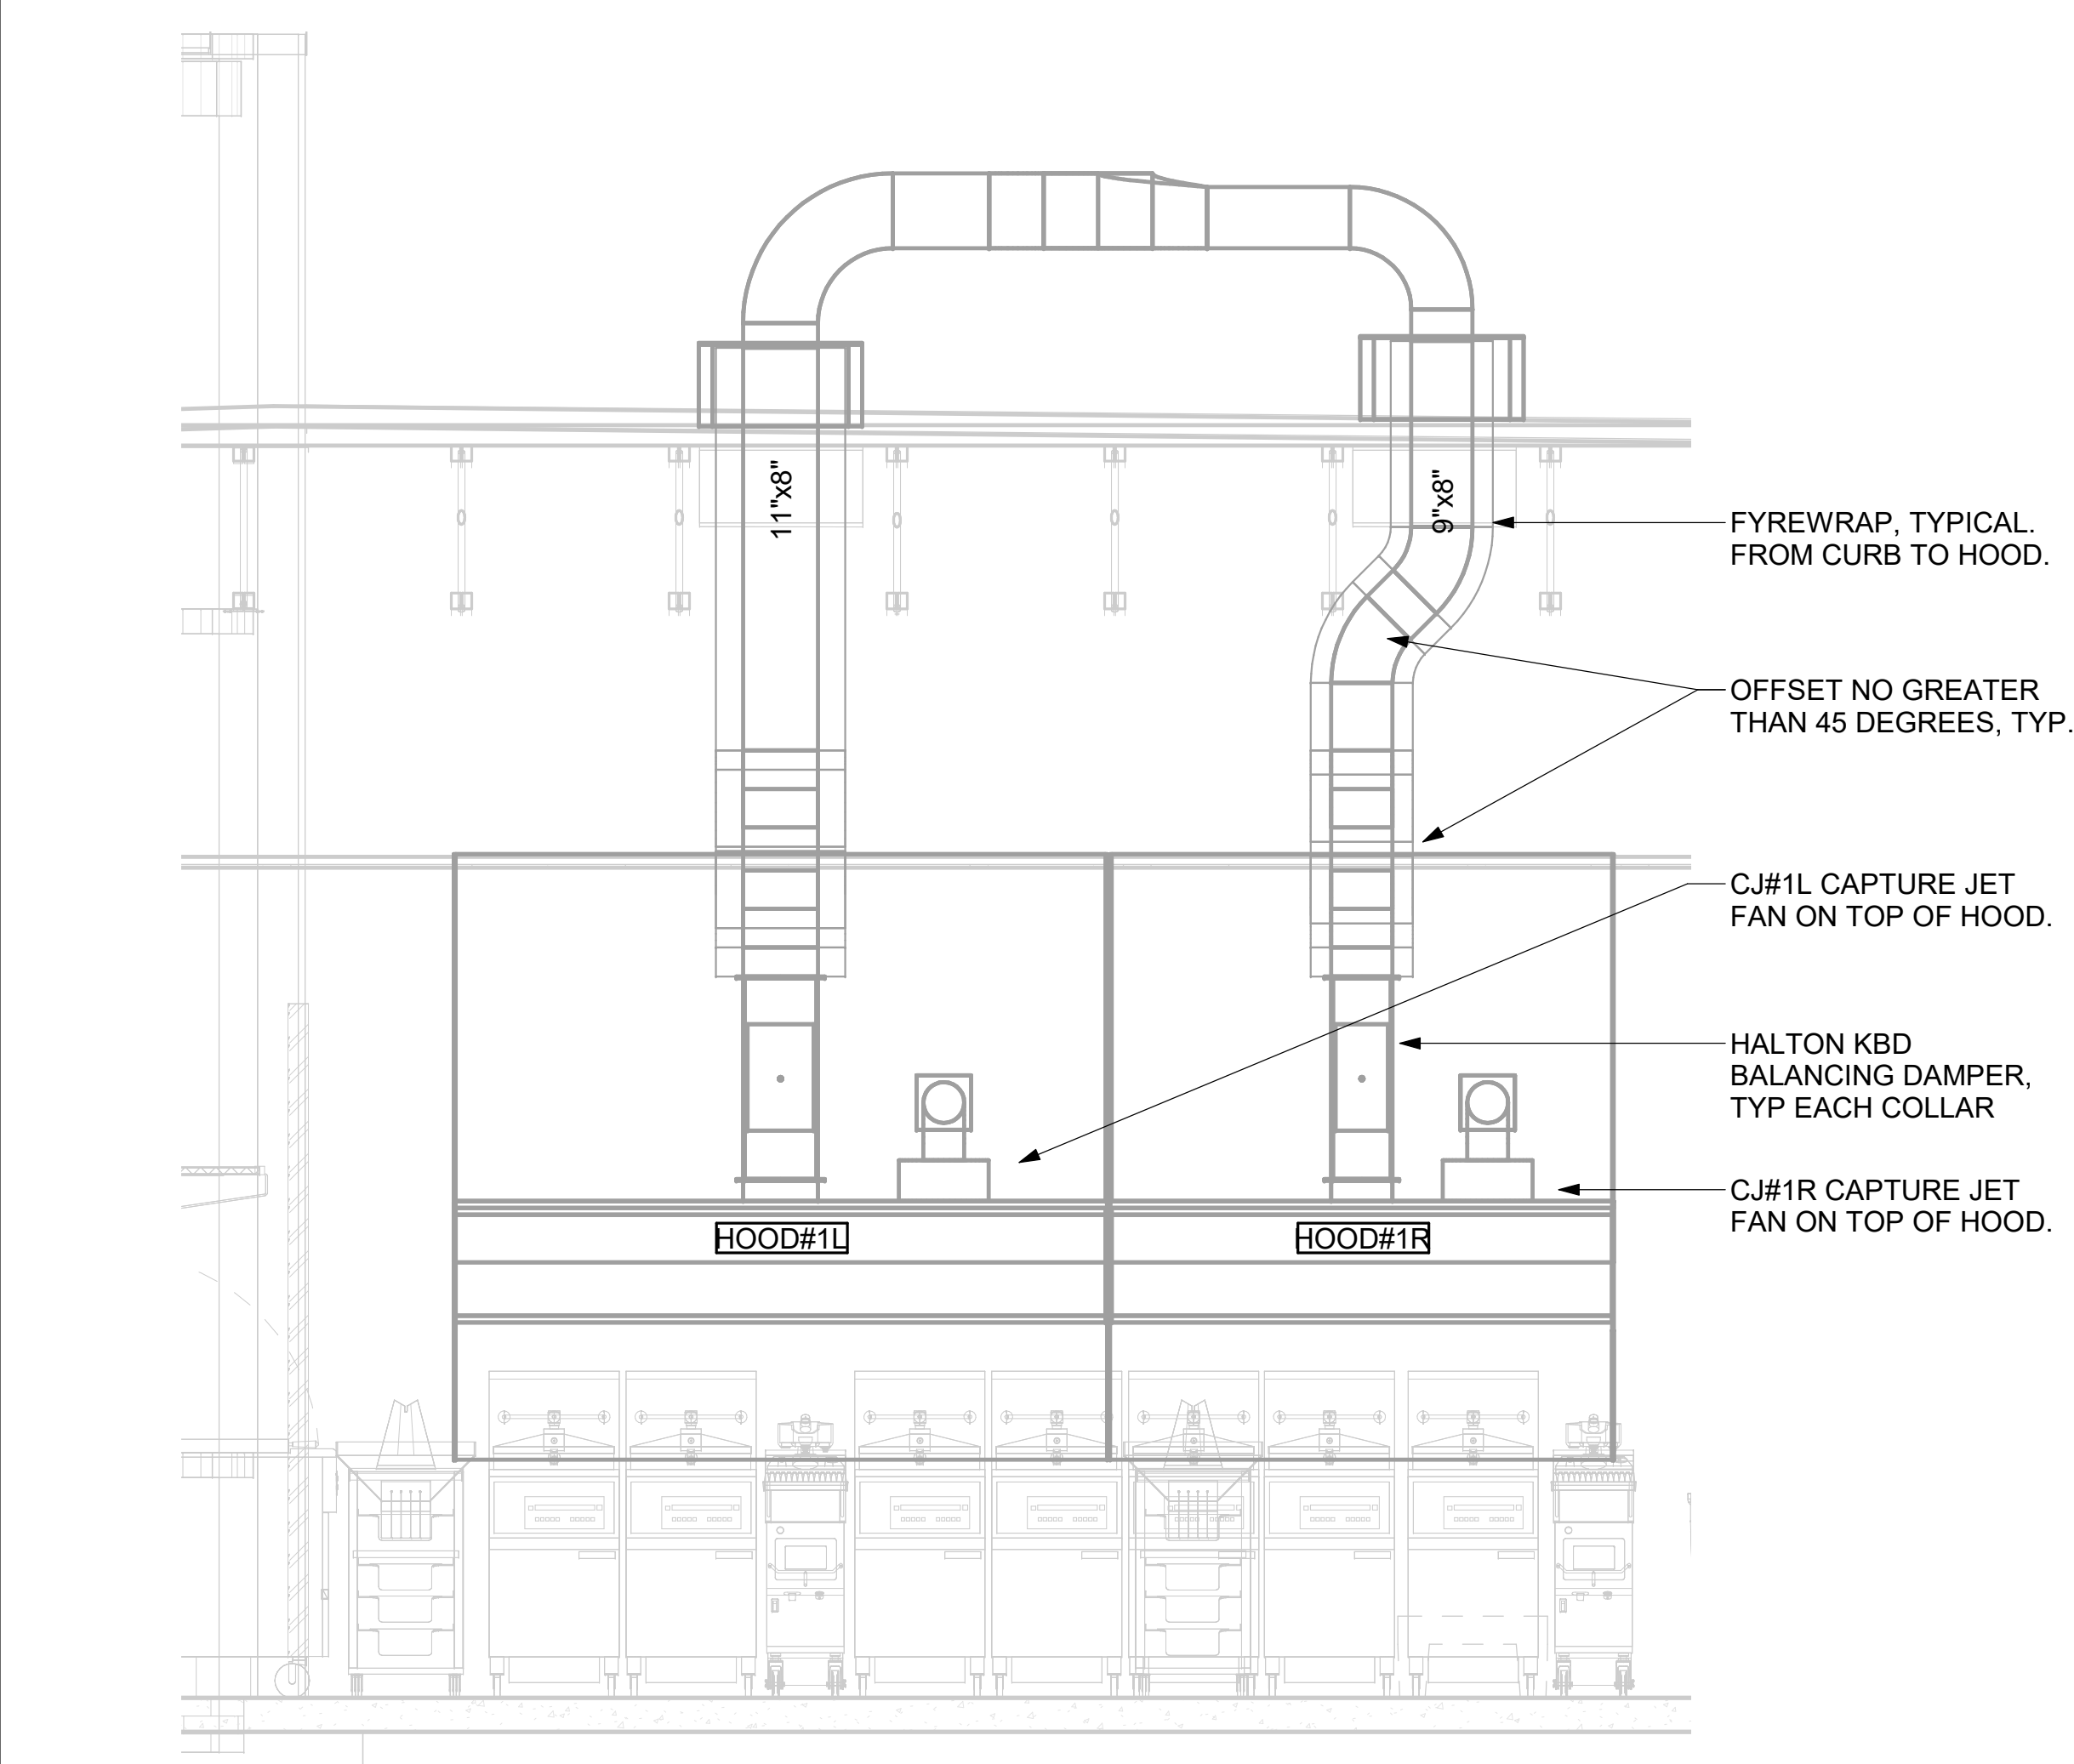 11"x8"
9"x8"
FYREWRAP, TYPICAL.
FROM CURB TO HOOD.
OFFSET NO GREATER
THAN 45 DEGREES, TYP.
CJ#1L CAPTURE JET
FAN ON TOP OF HOOD.
HALTON KBD
BALANCING DAMPER,
TYP EACH COLLAR
CJ#1R CAPTURE JET
FAN ON TOP OF HOOD.
HOOD#1L
HOOD#1R